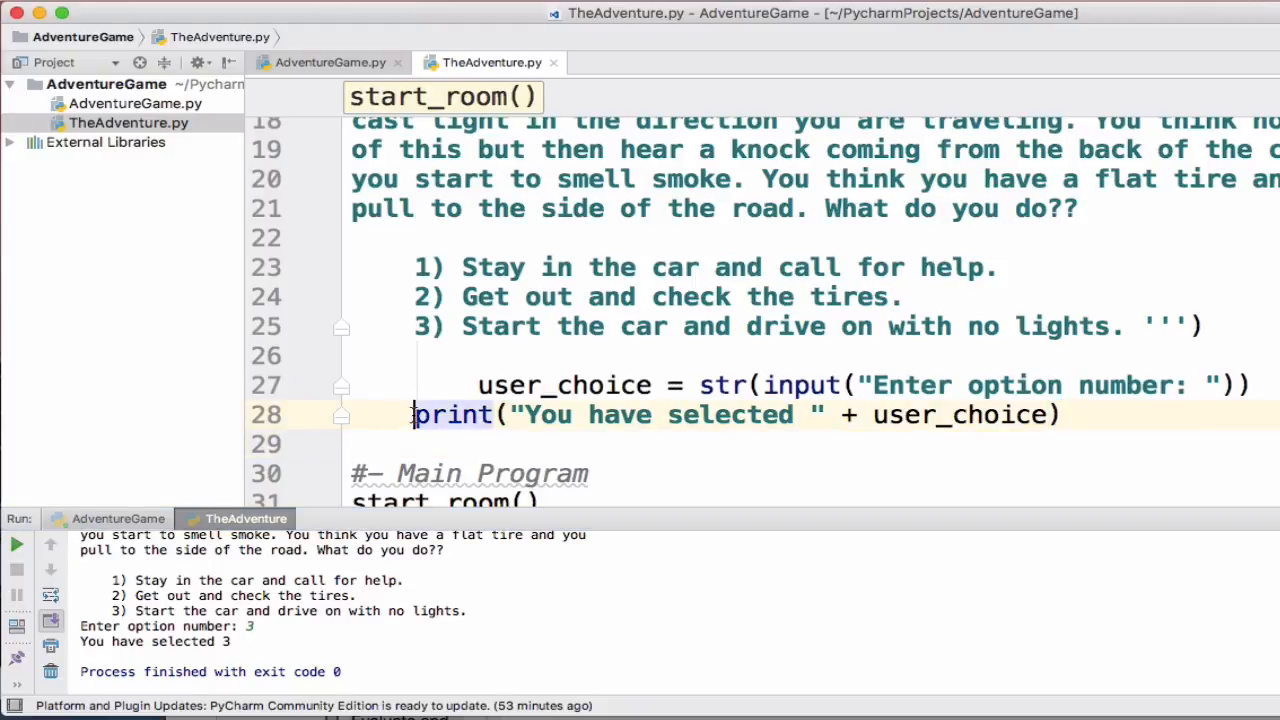 TheAdventure.py - AdventureGame - [~/PycharmProjects/AdventureGame]
AdventureGame TheAdventure.py
Project AdventureGame.py TheAdventure.py
AdventureGame ~/Pycharm
AdventureGame.py
TheAdventure.py
External Libraries
start_room()
18 cast light in the direction you are traveling. You think no
19 of this but then hear a knock coming from the back of the c
20 you start to smell smoke. You think you have a flat tire an
21 pull to the side of the road. What do you do??
22
23 1) Stay in the car and call for help.
24 2) Get out and check the tires.
25 3) Start the car and drive on with no lights. ''')
26
27 user_choice = str(input("Enter option number: "))
28 print("You have selected " + user_choice)
29
30 #- Main Program
31 start_room()
Run: AdventureGame TheAdventure
you start to smell smoke. You think you have a flat tire and you
pull to the side of the road. What do you do??
1) Stay in the car and call for help.
2) Get out and check the tires.
3) Start the car and drive on with no lights.
Enter option number: 3
You have selected 3
Process finished with exit code 0
Platform and Plugin Updates: PyCharm Community Edition is ready to update. (53 minutes ago)